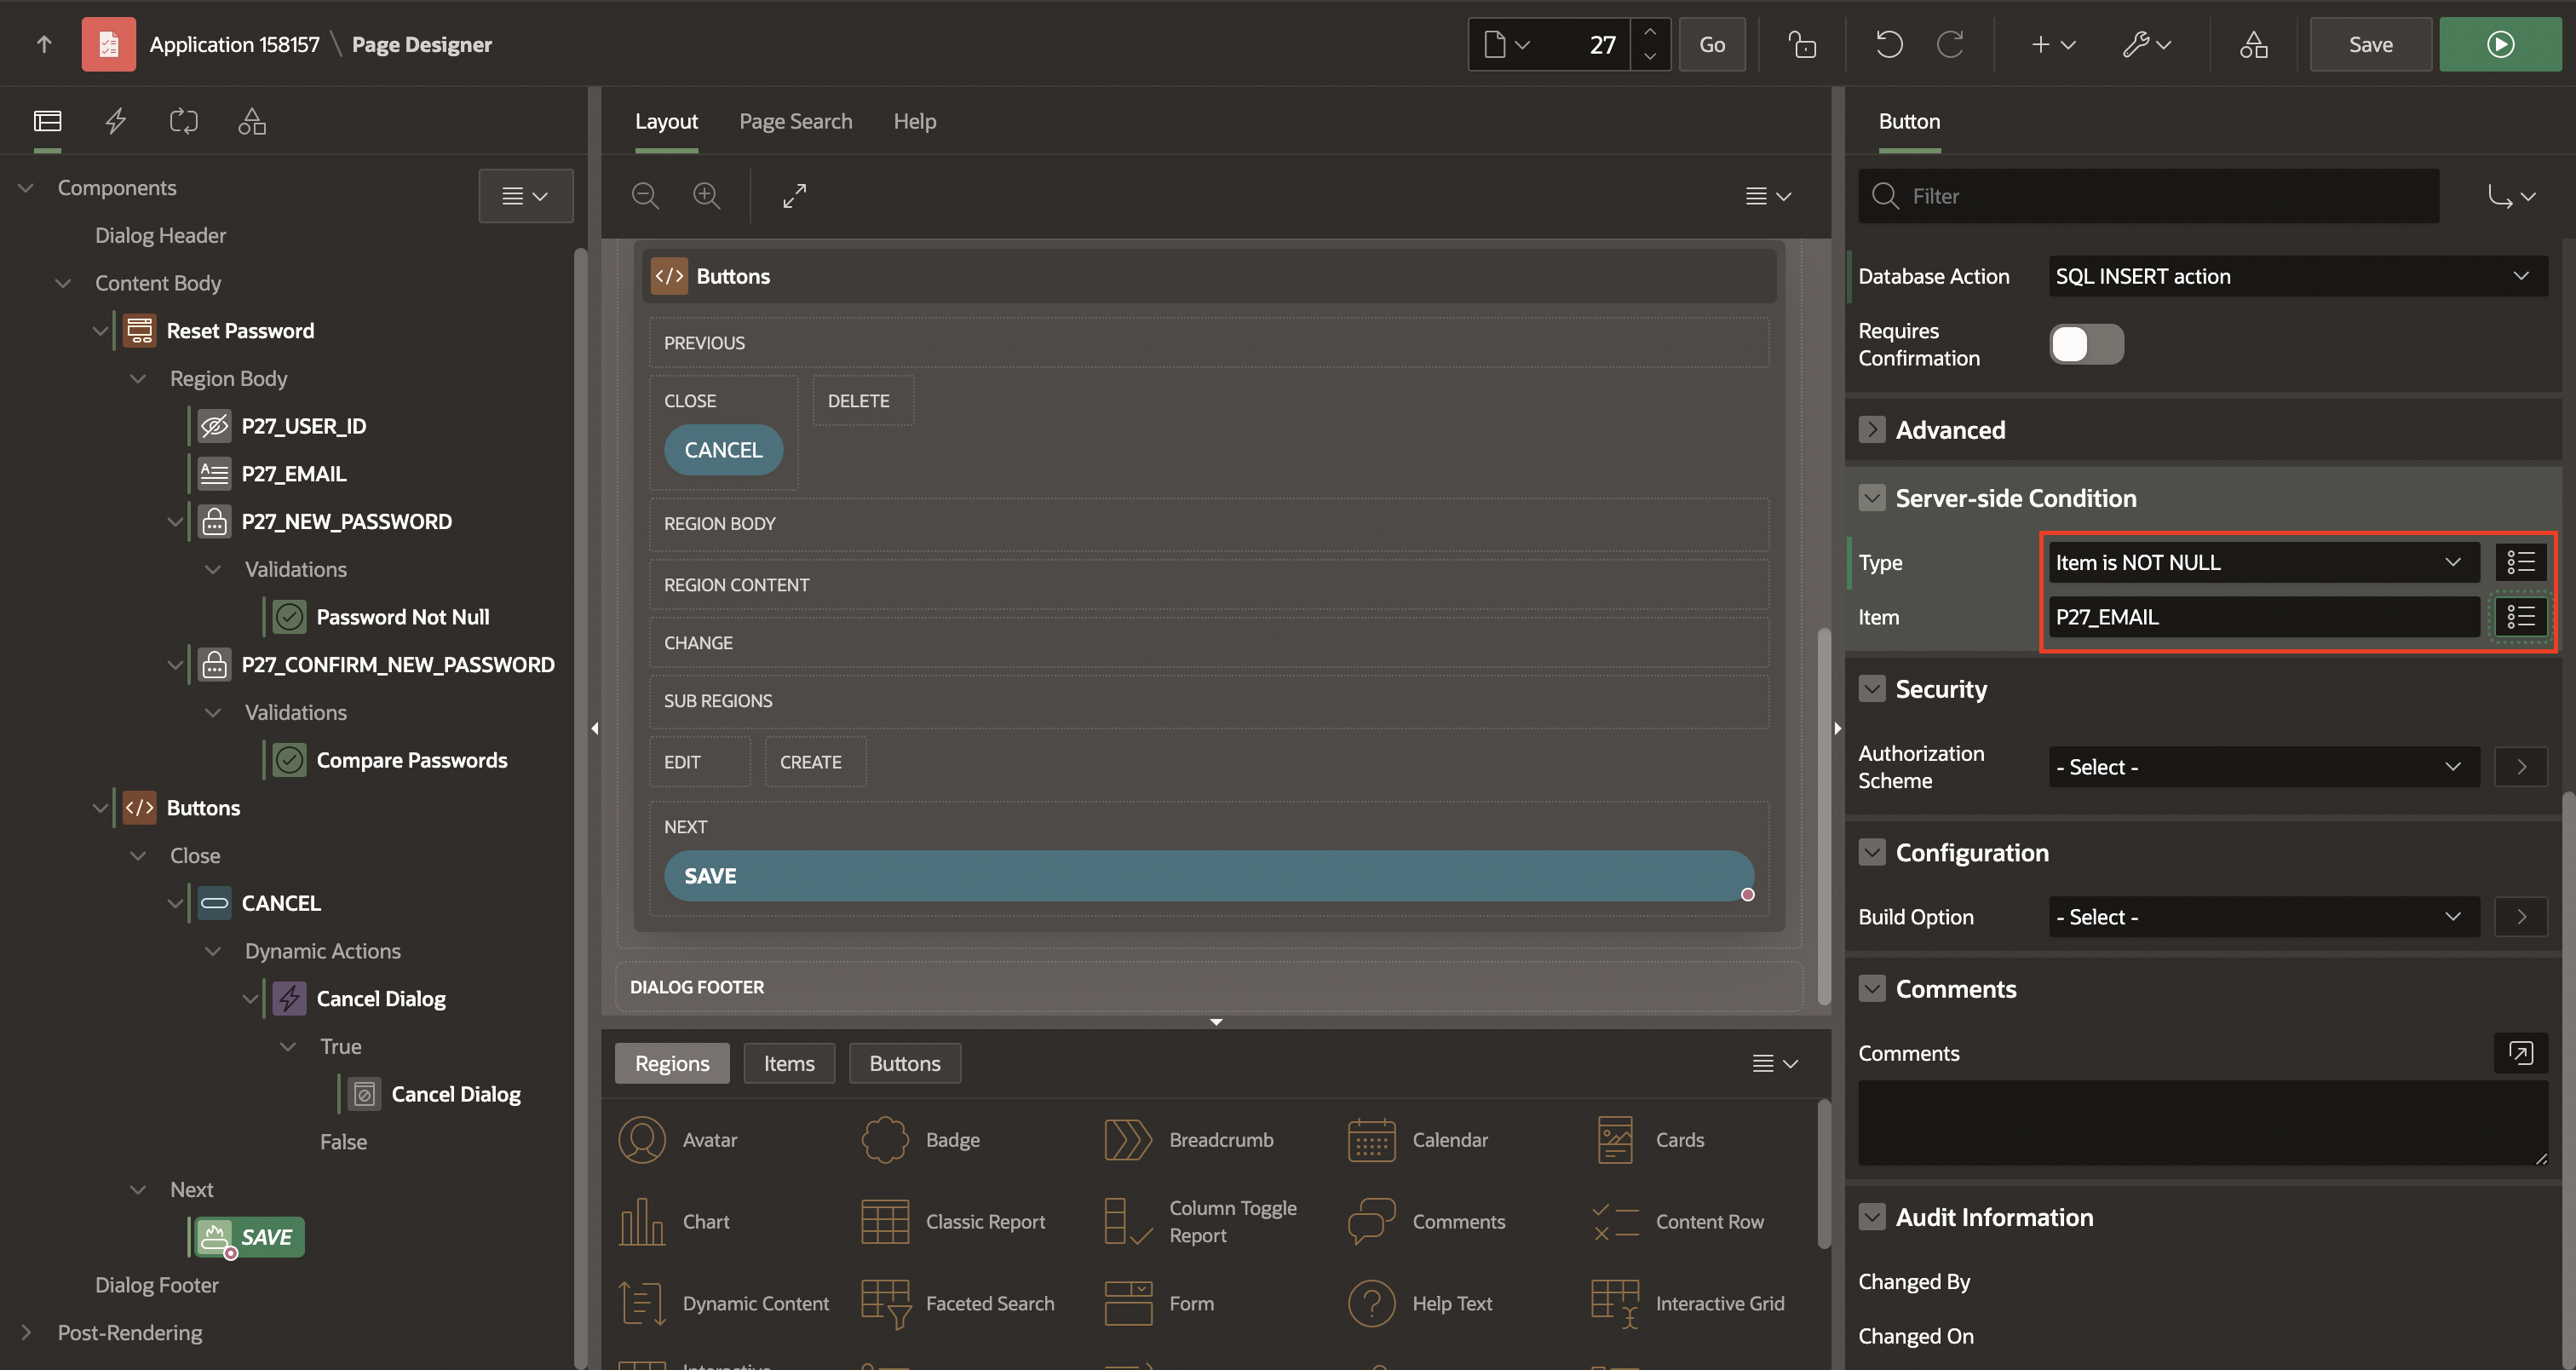 Application 158157 \ Page Designer
27
Go
Save
Components
Dialog Header
Content Body
Reset Password
Region Body
P27_USER_ID
P27_EMAIL
P27_NEW_PASSWORD
Validations
Password Not Null
P27_CONFIRM_NEW_PASSWORD
Validations
Compare Passwords
Buttons
Close
CANCEL
Dynamic Actions
Cancel Dialog
True
Cancel Dialog
False
Next
SAVE
Dialog Footer
Post-Rendering
Layout Page Search Help
Buttons
PREVIOUS
CLOSE DELETE
CANCEL
REGION BODY
REGION CONTENT
CHANGE
SUB REGIONS
EDIT CREATE
NEXT
SAVE
DIALOG FOOTER
Regions Items Buttons
Avatar Badge Breadcrumb Calendar Cards
Chart Classic Report Column Toggle Report Comments Content Row
Dynamic Content Faceted Search Form Help Text Interactive Grid
Button
Filter
Database Action SQL INSERT action
Requires
Confirmation
Advanced
Server-side Condition
Type Item is NOT NULL
Item P27_EMAIL
Security
Authorization
Scheme
- Select -
Configuration
Build Option - Select -
Comments
Comments
Audit Information
Changed By
Changed On